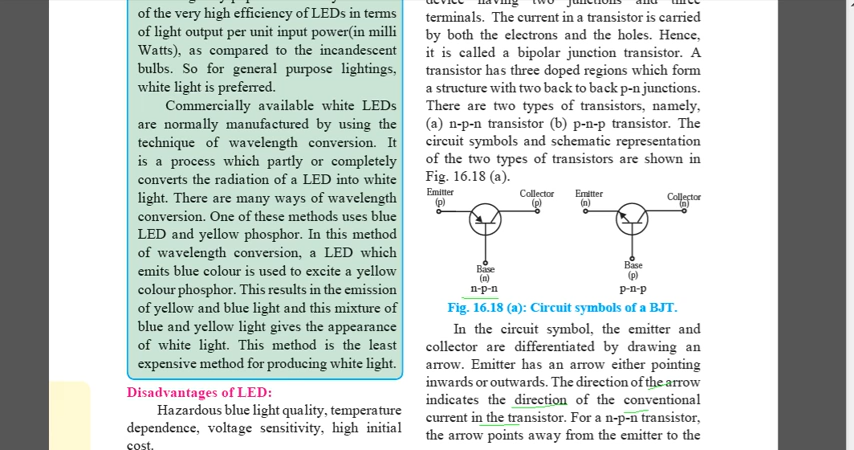 of the very high efficiency of LEDs in terms
of light output per unit input power(in milli
Watts), as compared to the incandescent
bulbs. So for general purpose lightings,
white light is preferred.
Commercially available white LEDs
are normally manufactured by using the
technique of wavelength conversion. It
is a process which partly or completely
converts the radiation of a LED into white
light. There are many ways of wavelength
conversion. One of these methods uses blue
LED and yellow phosphor. In this method
of wavelength conversion, a LED which
emits blue colour is used to excite a yellow
colour phosphor. This results in the emission
of yellow and blue light and this mixture of
blue and yellow light gives the appearance
of white light. This method is the least
expensive method for producing white light.
Disadvantages of LED:
Hazardous blue light quality, temperature
dependence, voltage sensitivity, high initial
cost.
device having two junctions and three
terminals. The current in a transistor is carried
by both the electrons and the holes. Hence,
it is called a bipolar junction transistor. A
transistor has three doped regions which form
a structure with two back to back p-n junctions.
There are two types of transistors, namely,
(a) n-p-n transistor (b) p-n-p transistor. The
circuit symbols and schematic representation
of the two types of transistors are shown in
Fig. 16.18 (a).
Emitter
(p)
Collector
(p)
Base
(n)
n-p-n
Emitter
(n)
Collector
(n)
Base
(p)
p-n-p
Fig. 16.18 (a): Circuit symbols of a BJT.
In the circuit symbol, the emitter and
collector are differentiated by drawing an
arrow. Emitter has an arrow either pointing
inwards or outwards. The direction of the arrow
indicates the direction of the conventional
current in the transistor. For a n-p-n transistor,
the arrow points away from the emitter to the